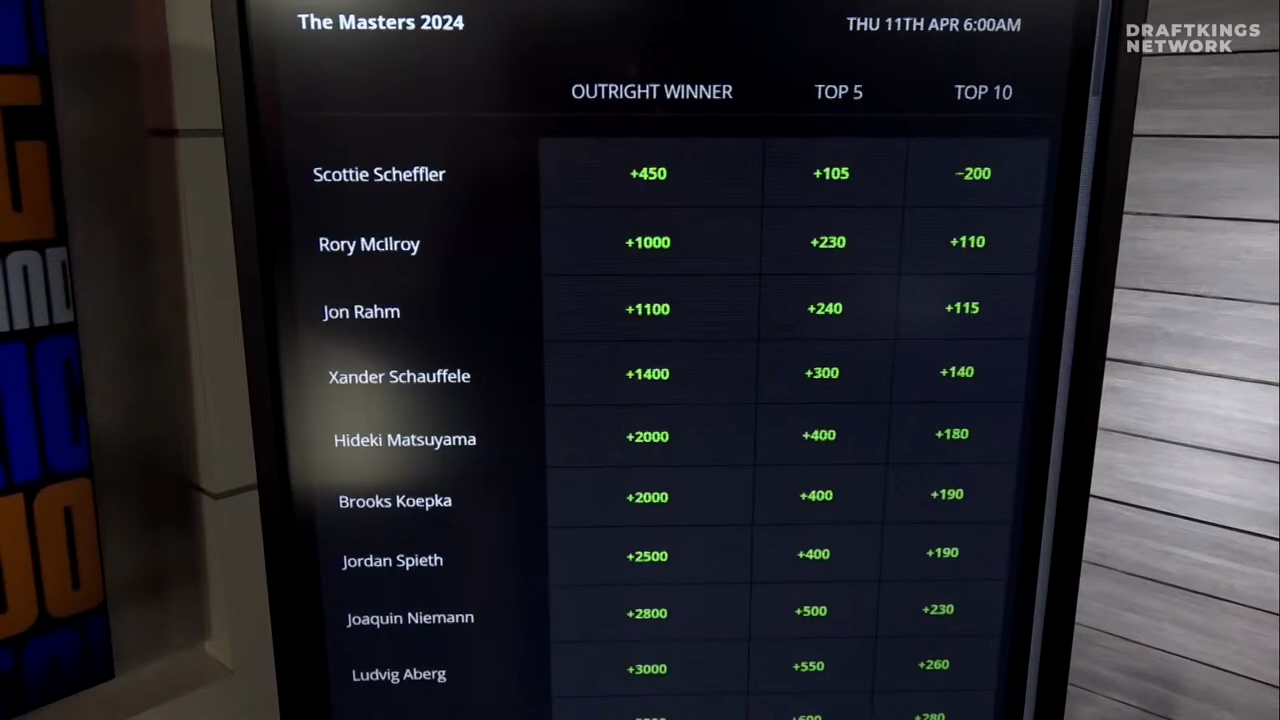 The Masters 2024 THU 11TH APR 6:00AM
DRAFTKINGS
NETWORK
OUTRIGHT WINNER TOP 5 TOP 10
Scottie Scheffler +450 +105 −200
Rory McIlroy +1000 +230 +110
Jon Rahm +1100 +240 +115
Xander Schauffele +1400 +300 +140
Hideki Matsuyama +2000 +400 +180
Brooks Koepka +2000 +400 +190
Jordan Spieth +2500 +400 +190
Joaquin Niemann +2800 +500 +230
Ludvig Aberg +3000 +550 +260
+600 +280